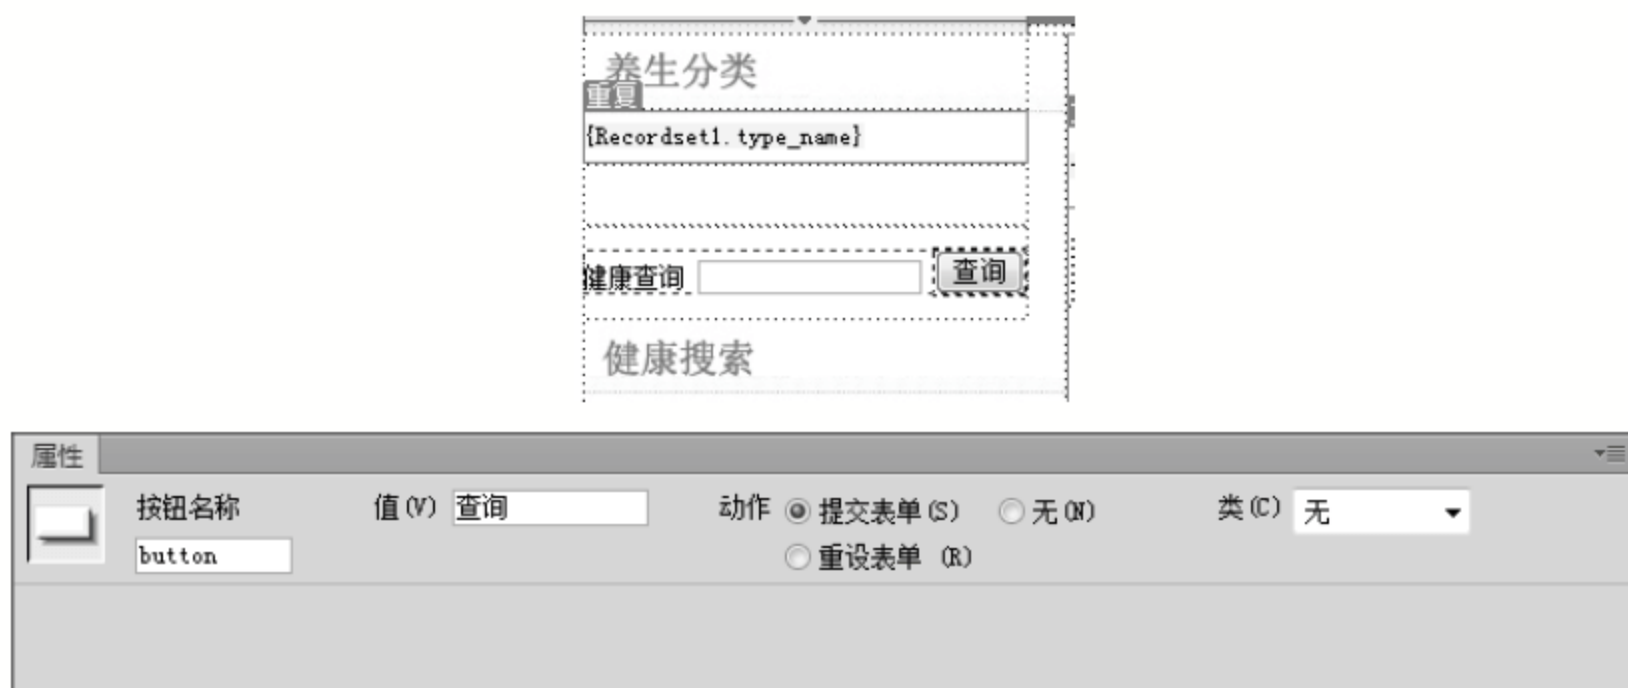 养生分类
重复
{Recordset1.type_name}
健康查询 查询
健康搜索
属性
按钮名称 值(V) 查询 动作 提交表单(S) 无(N) 类(C) 无
button 重设表单 (R)